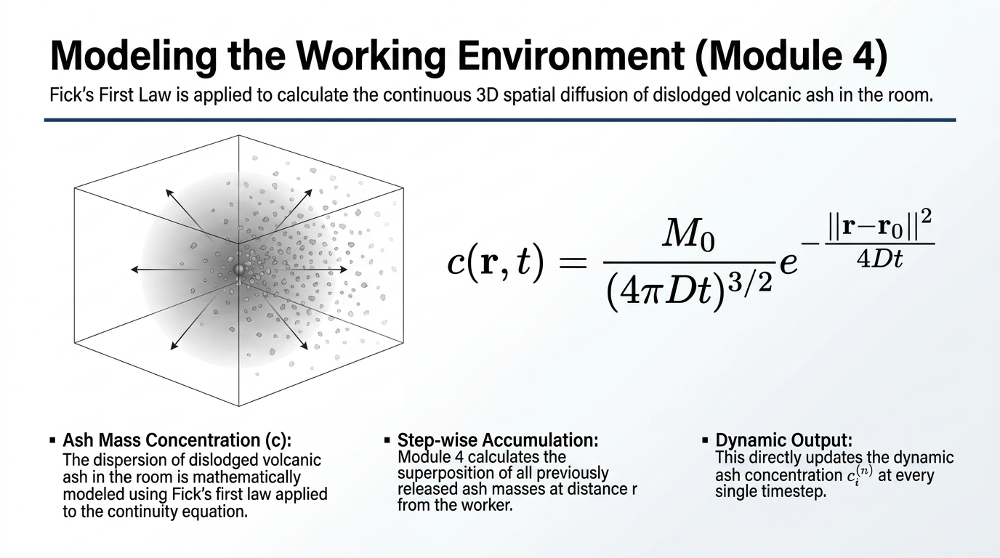 Modeling the Working Environment (Module 4)
Fick's First Law is applied to calculate the continuous 3D spatial diffusion of dislodged volcanic ash in the room.
c(r, t) = M₀ / (4πDt)^{3/2} e^{−||r−r₀||² / 4Dt}
▪ Ash Mass Concentration (c):
The dispersion of dislodged volcanic
ash in the room is mathematically
modeled using Fick's first law applied
to the continuity equation.
▪ Step-wise Accumulation:
Module 4 calculates the
superposition of all previously
released ash masses at distance r
from the worker.
▪ Dynamic Output:
This directly updates the dynamic
ash concentration c_i^{(n)} at every
single timestep.